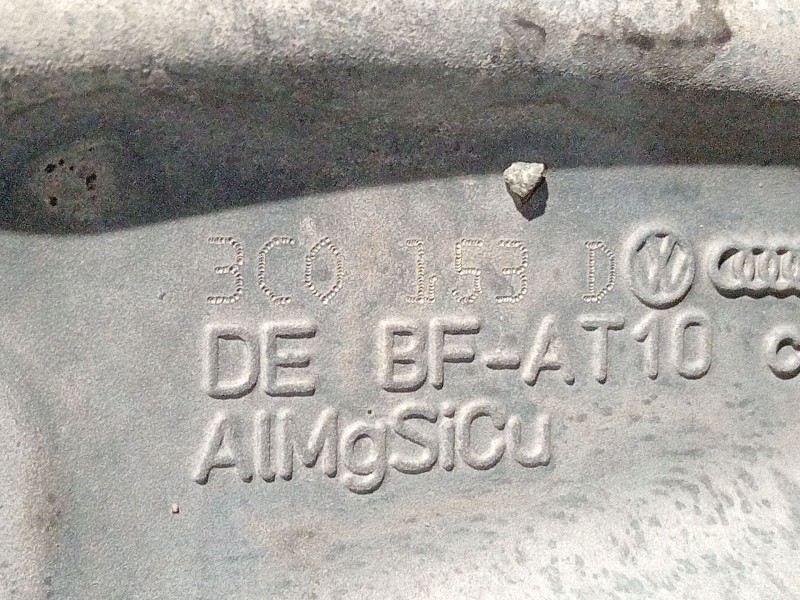 3C0 153 D
DE BF-AT10 c
AlMgSiCu